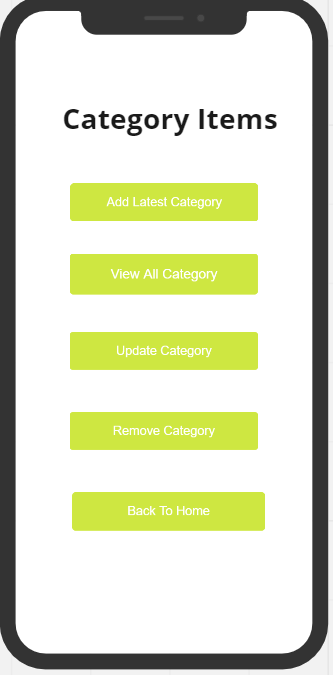 Category Items
Add Latest Category
View All Category
Update Category
Remove Category
Back To Home